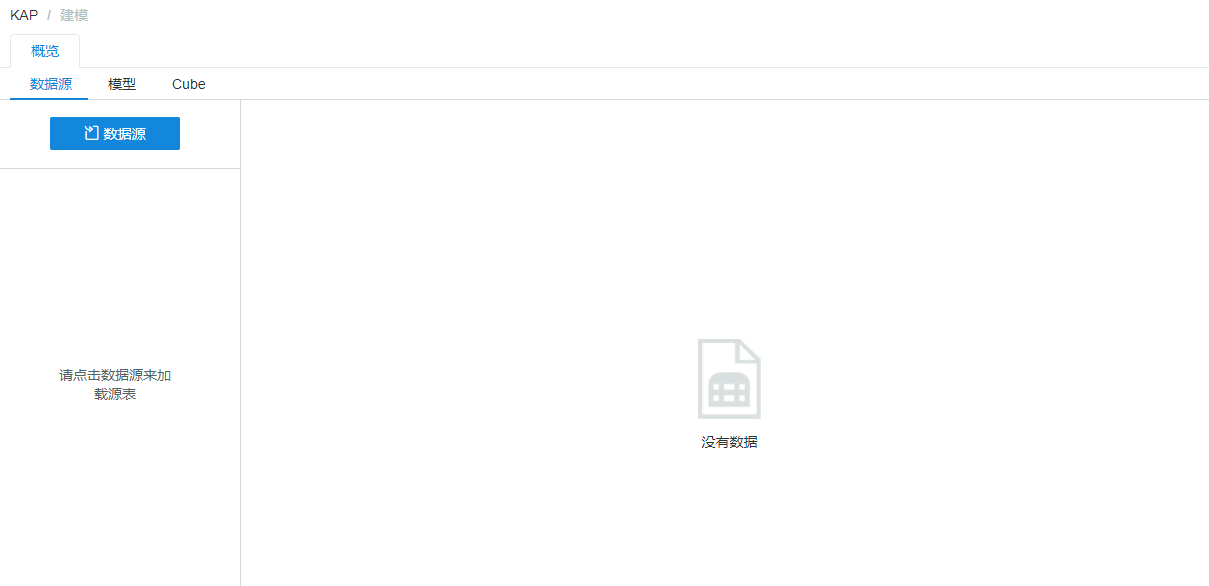 KAP / 建模
概览
数据源 模型 Cube
数据源
请点击数据源来加
载源表
没有数据